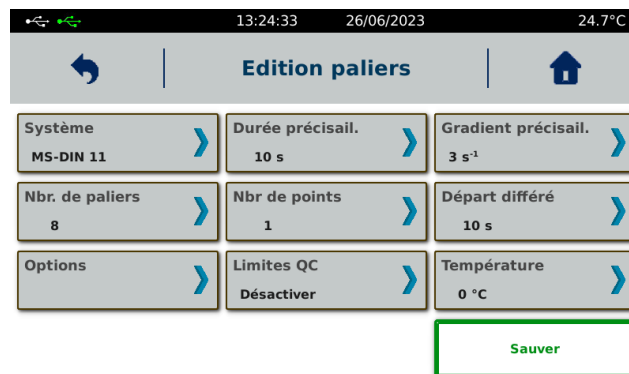 13:24:33 26/06/2023 24.7°C
Edition paliers
Système
MS-DIN 11
Durée précisail.
10 s
Gradient précisail.
3 s⁻¹
Nbr. de paliers
8
Nbr de points
1
Départ différé
10 s
Options
Limites QC
Désactiver
Température
0 °C
Sauver